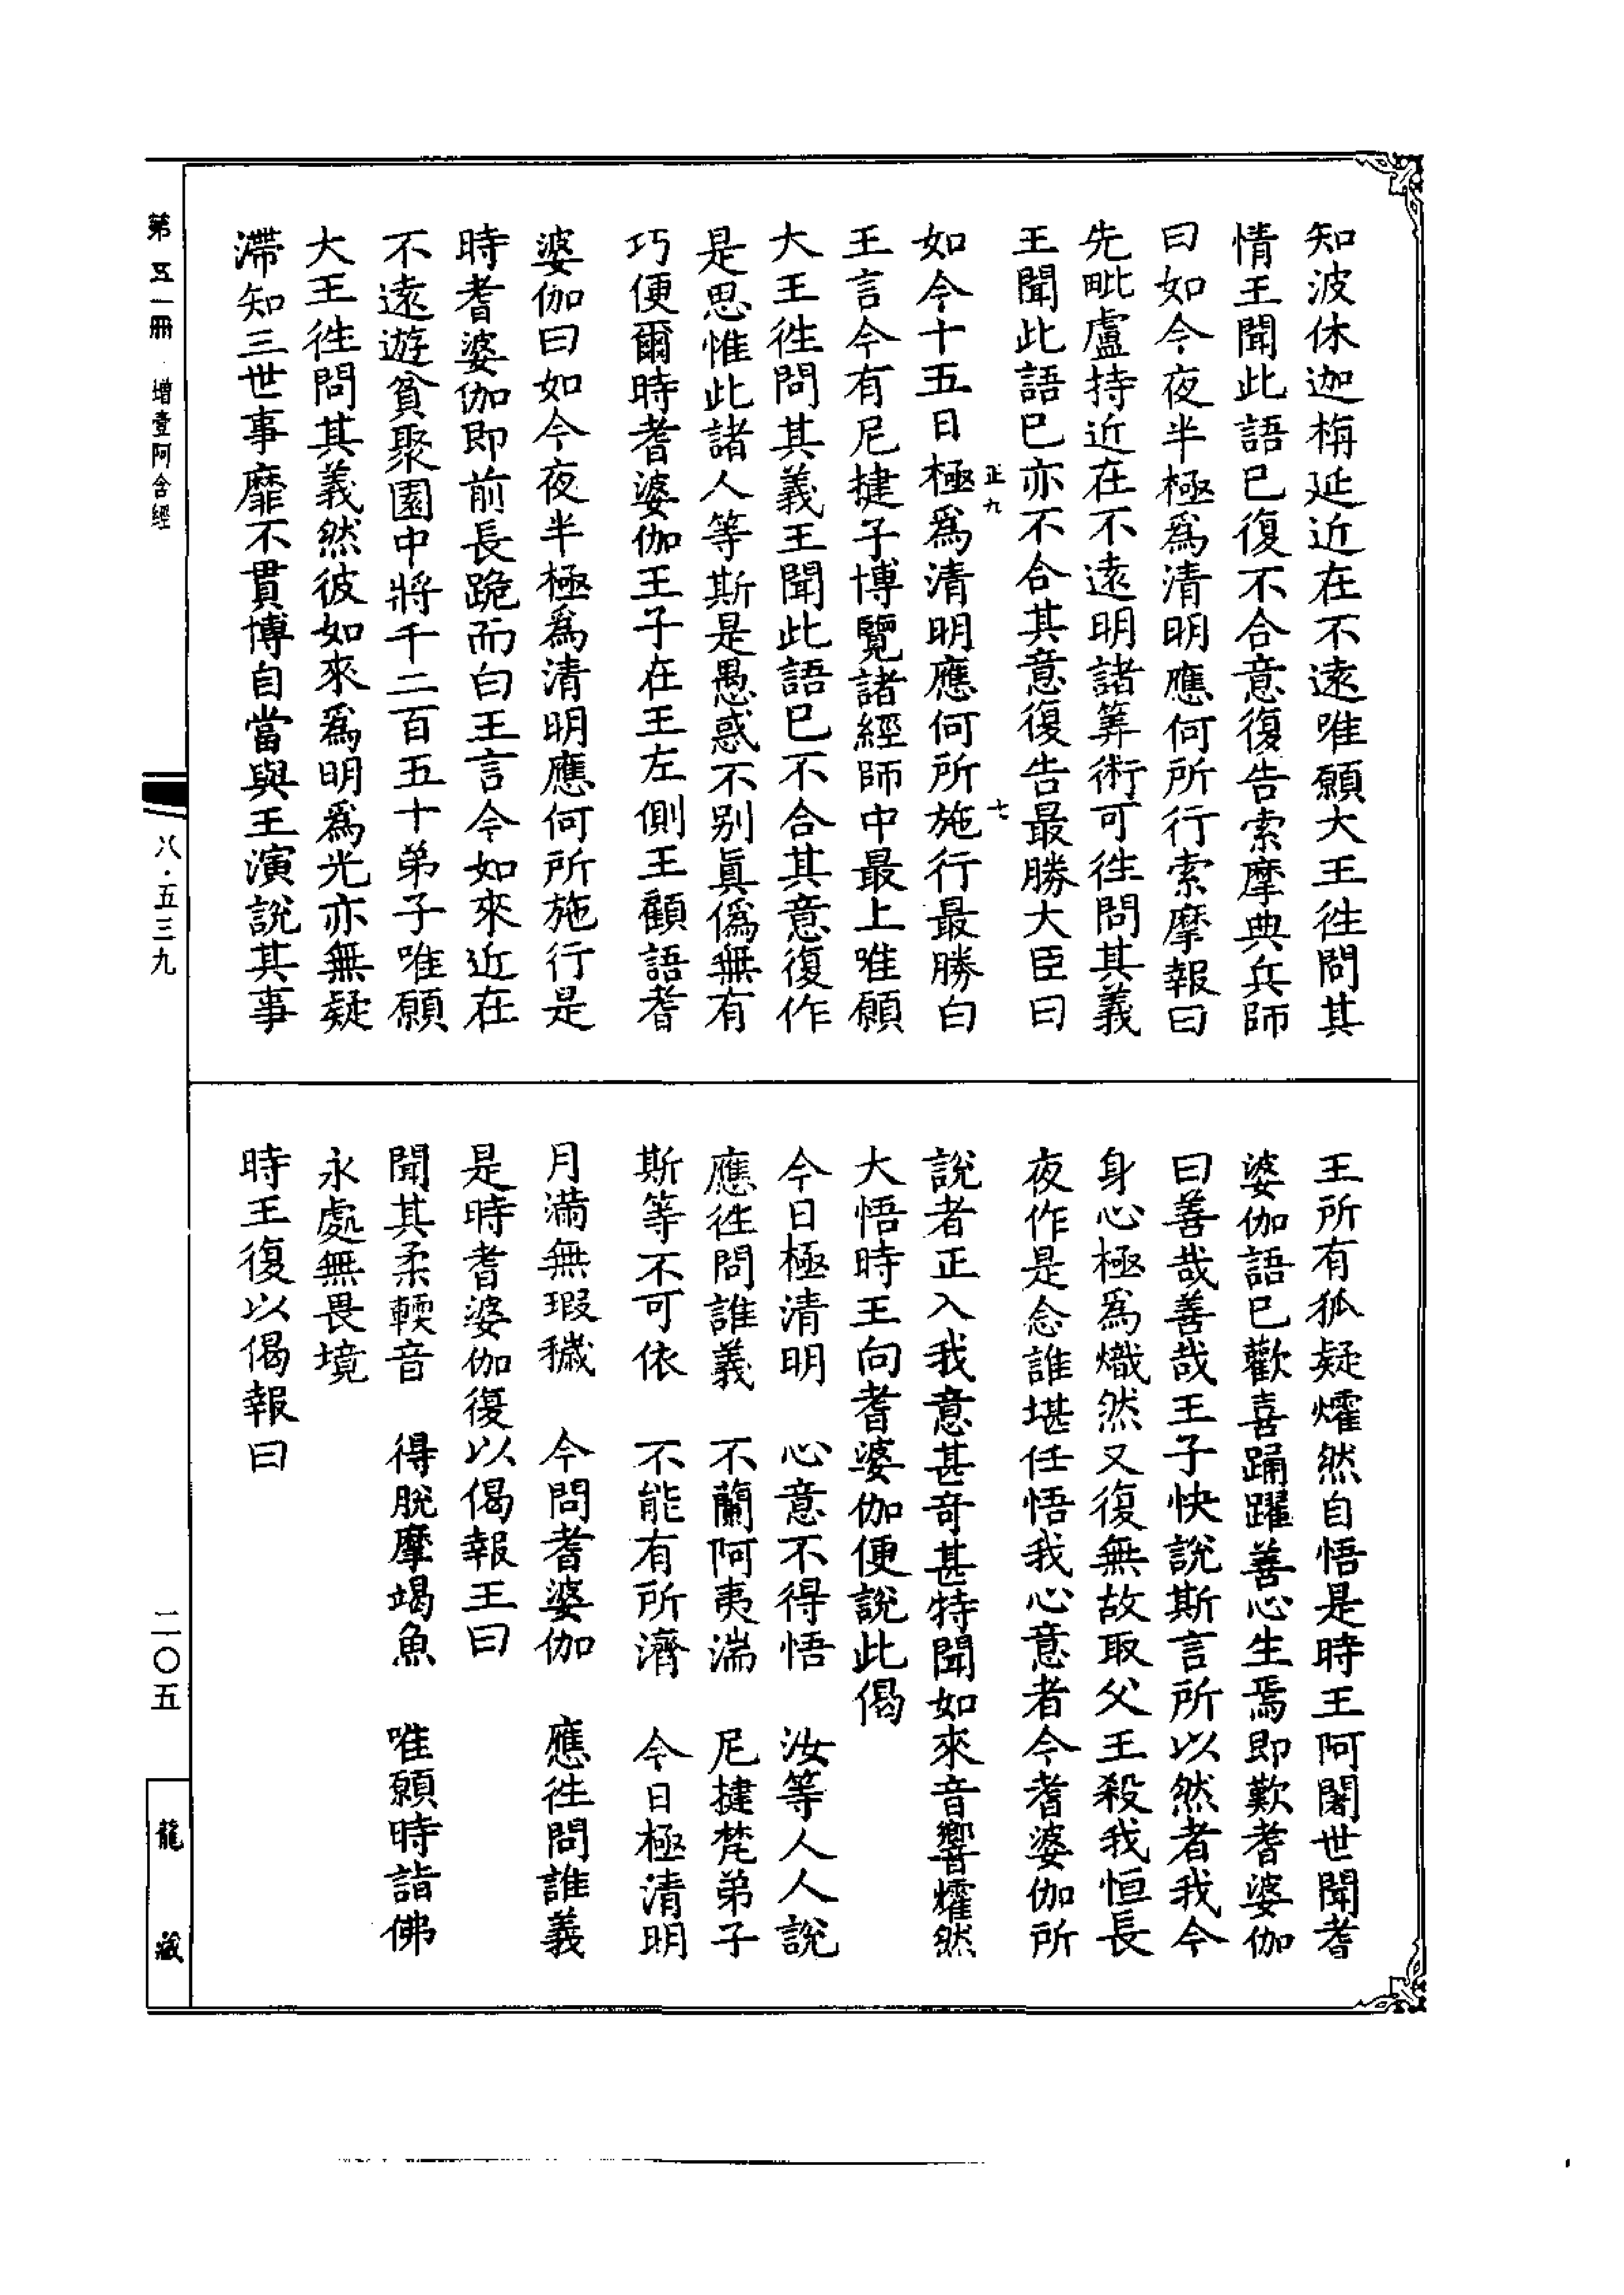 知波休迦栴延近在不遠唯願大王往問其
情王聞此語已復不合意復告索摩典兵師
曰如今夜半極爲清明應何所行索摩報曰
先毗盧持近在不遠明諸筭術可往問其義
王聞此語已亦不合其意復告最勝大臣曰
正九
七
如今十五日極爲清明應何所施行最勝白
王言今有尼揵子博覽諸經師中最上唯願
大王往問其義王聞此語已不合其意復作
是思惟此諸人等斯是愚惑不別眞僞無有
巧便爾時耆婆伽王子在王左側王顧語耆
婆伽曰如今夜半極爲清明應何所施行是
時耆婆伽即前長跪而白王言今如來近在
不遠遊貧聚園中將千二百五十弟子唯願
大王往問其義然彼如來爲明爲光亦無疑
滯知三世事靡不貫博自當與王演說其事
王所有狐疑㸌然自悟是時王阿闍世聞耆
婆伽語已歡喜踊躍善心生焉即歎耆婆伽
曰善哉善哉王子快說斯言所以然者我今
身心極爲熾然又復無故取父王殺我恒長
夜作是念誰堪任悟我心意者今耆婆伽所
說者正入我意甚奇甚特聞如來音響㸌然
大悟時王向耆婆伽便說此偈
今日極清明　心意不得悟　汝等人人說
應往問誰義　不蘭阿夷湍　尼揵梵弟子
斯等不可依　不能有所濟　今日極清明
月滿無瑕穢　今問耆婆伽　應往問誰義
是時耆婆伽復以偈報王曰
聞其柔輭音　得脫摩竭魚　唯願時詣佛
永處無畏境
時王復以偈報曰
第五一册　增壹阿含經
八·五三九
二〇五
龍藏